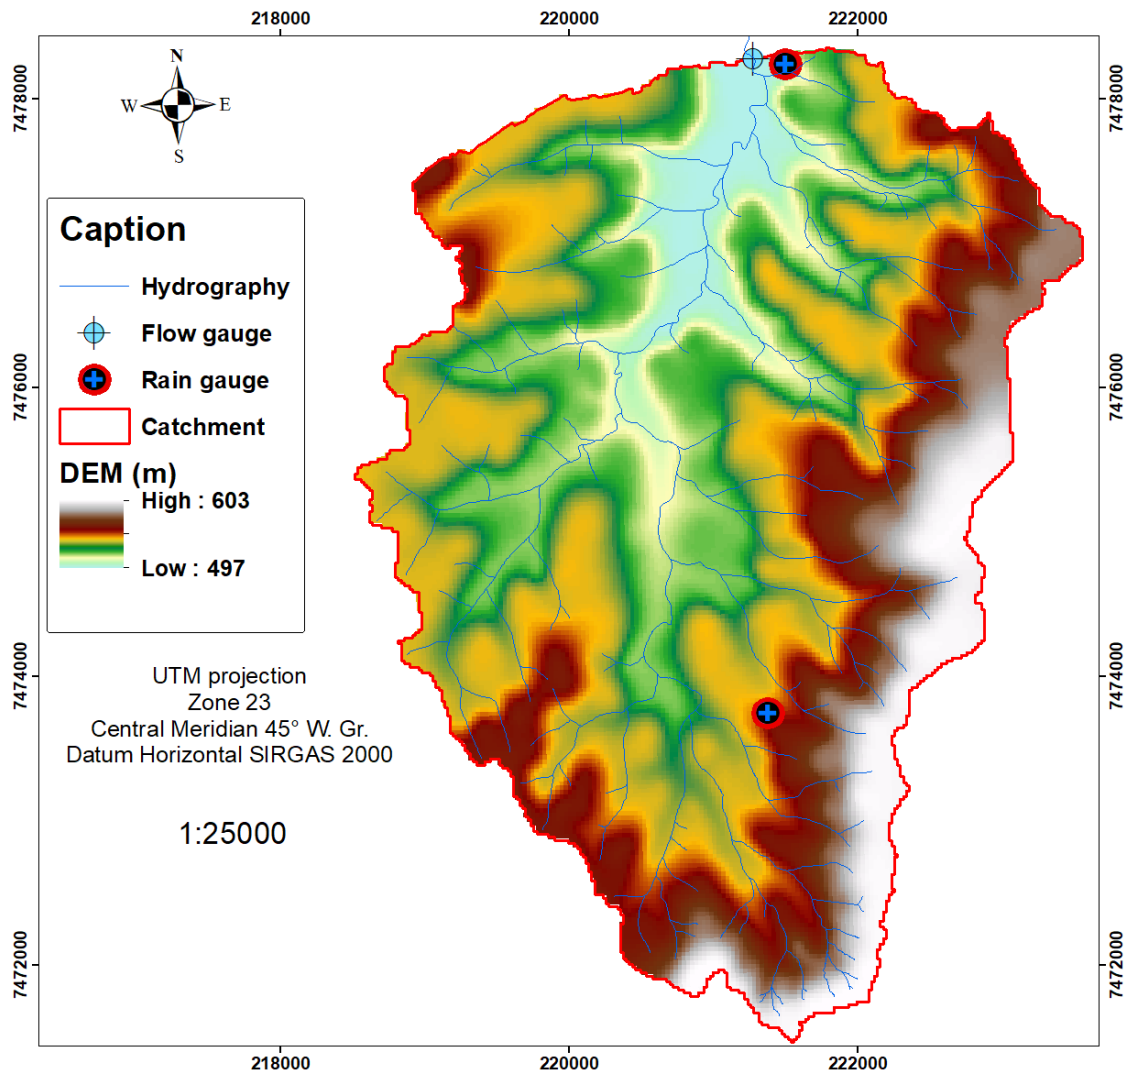 218000 220000 222000
N
W E
S
7478000 7478000
Caption
Hydrography
Flow gauge
Rain gauge
7476000 7476000
Catchment
DEM (m)
High : 603
Low : 497
7474000 7474000
UTM projection
Zone 23
Central Meridian 45° W. Gr.
Datum Horizontal SIRGAS 2000
1:25000
7472000 7472000
218000 220000 222000